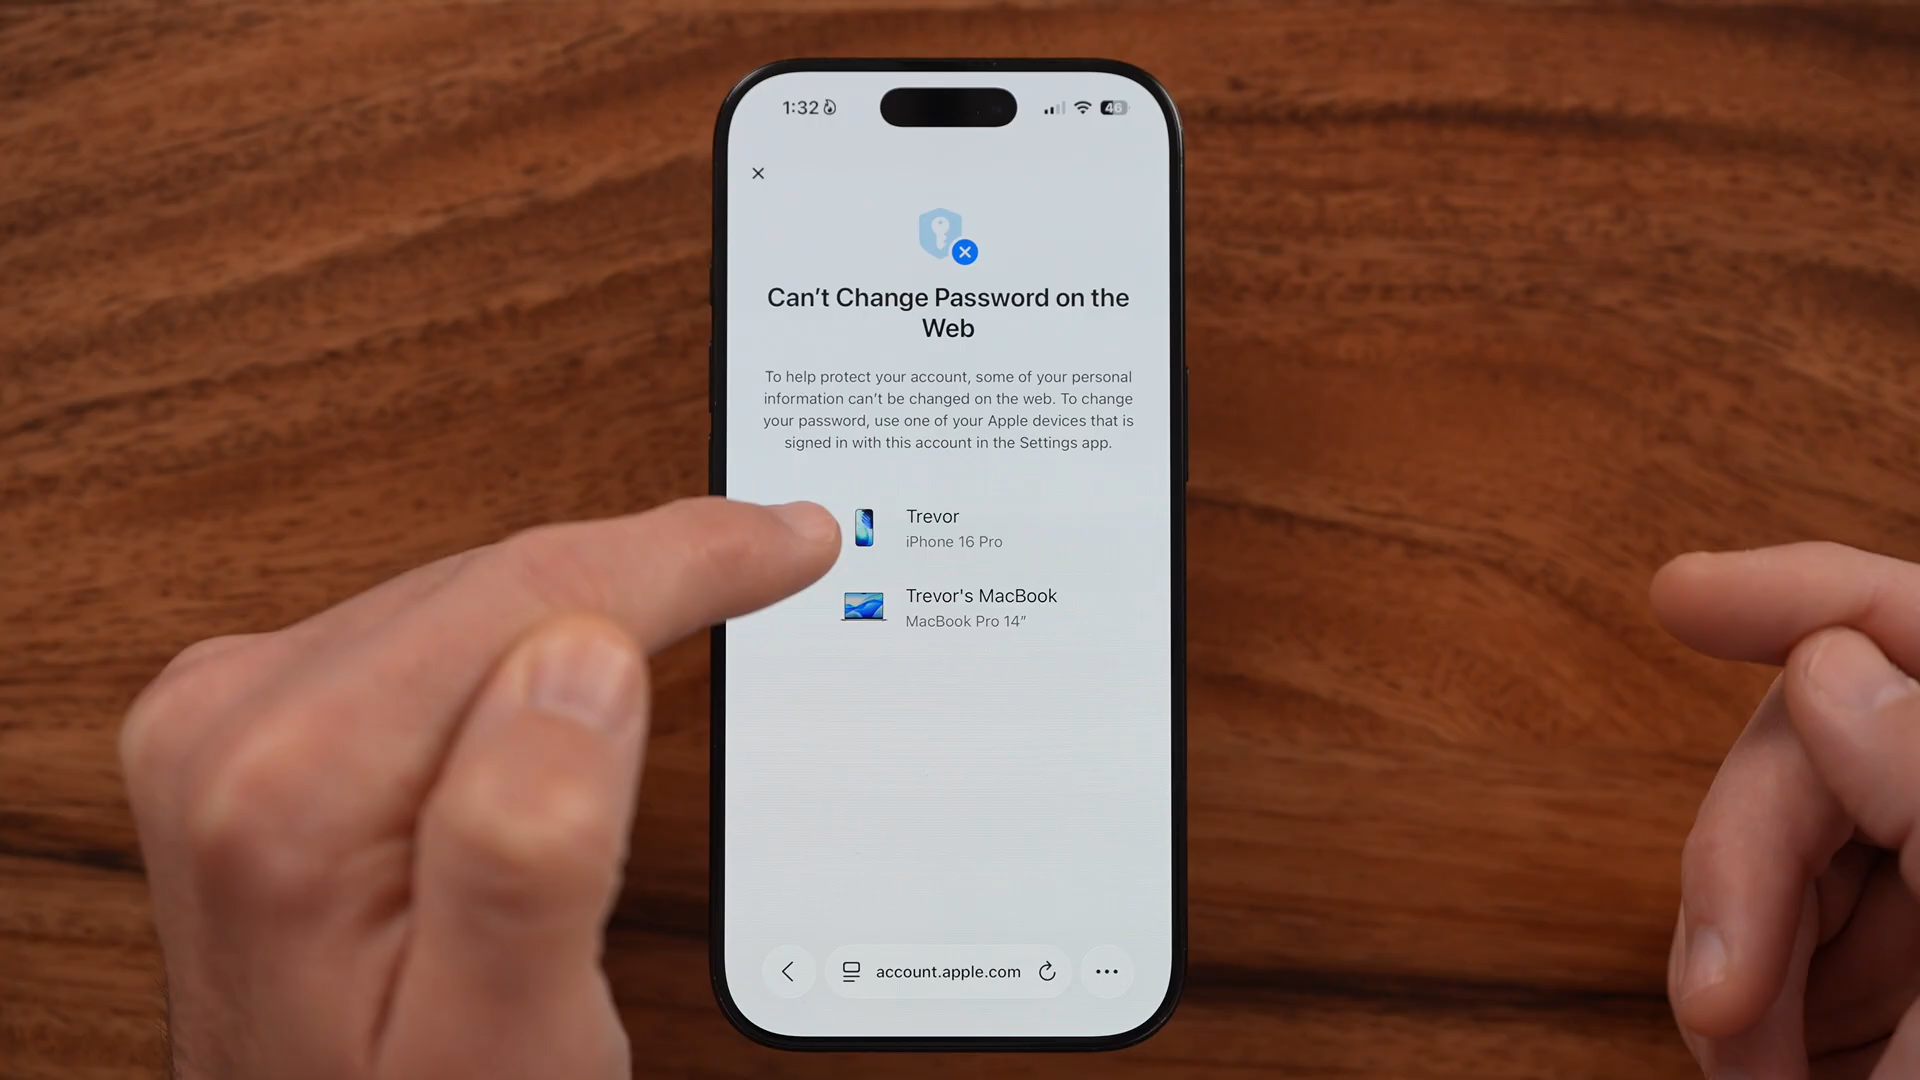 1:32
46
Can’t Change Password on the
Web
To help protect your account, some of your personal
information can’t be changed on the web. To change
your password, use one of your Apple devices that is
signed in with this account in the Settings app.
Trevor
iPhone 16 Pro
Trevor's MacBook
MacBook Pro 14”
account.apple.com